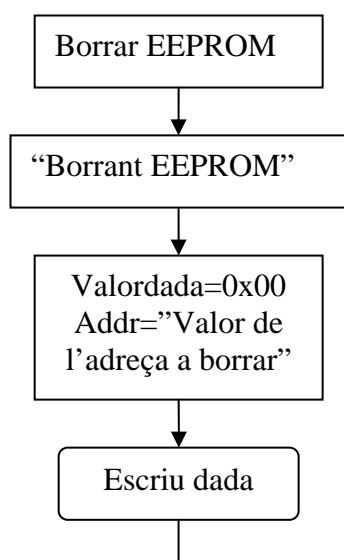 Borrar EEPROM
“Borrant EEPROM”
Valordada=0x00
Addr=”Valor de
l’adreça a borrar”
Escriu dada